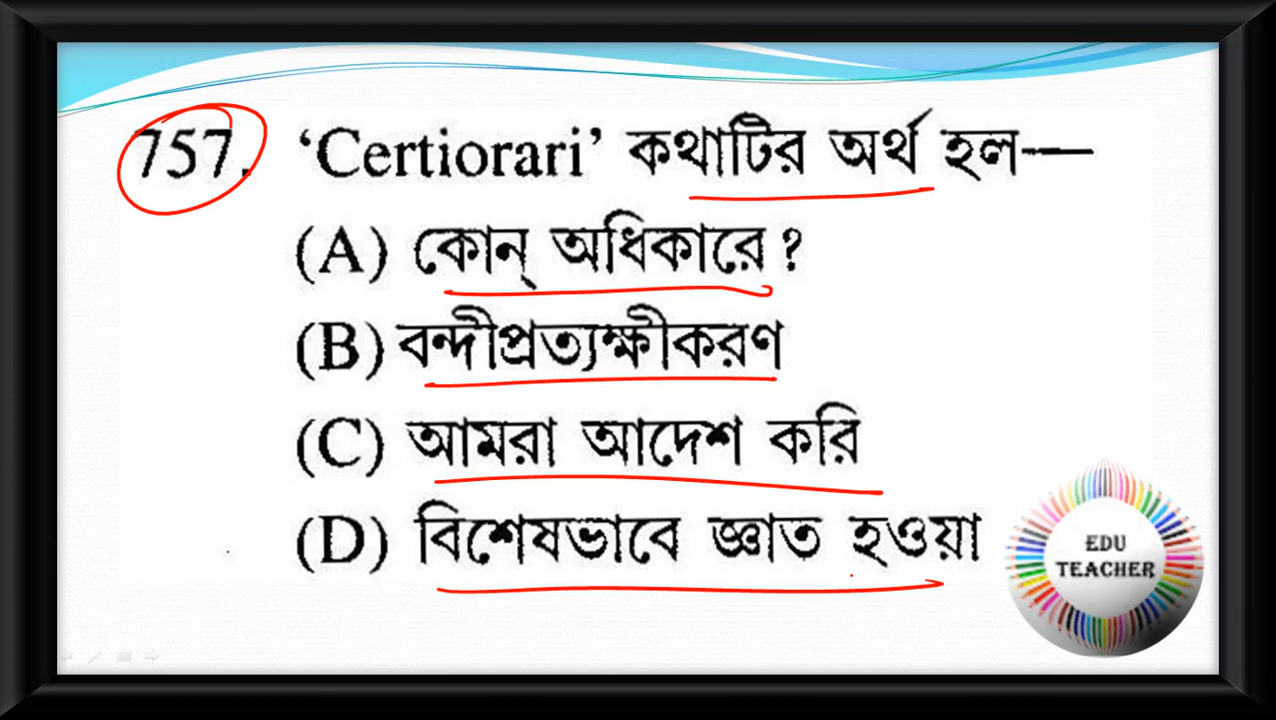 757. ‘Certiorari’ কথাটির অর্থ হল—
(A) কোন্ অধিকারে ?
(B) বন্দীপ্রত্যক্ষীকরণ
(C) আমরা আদেশ করি
(D) বিশেষভাবে জ্ঞাত হওয়া
EDU
TEACHER